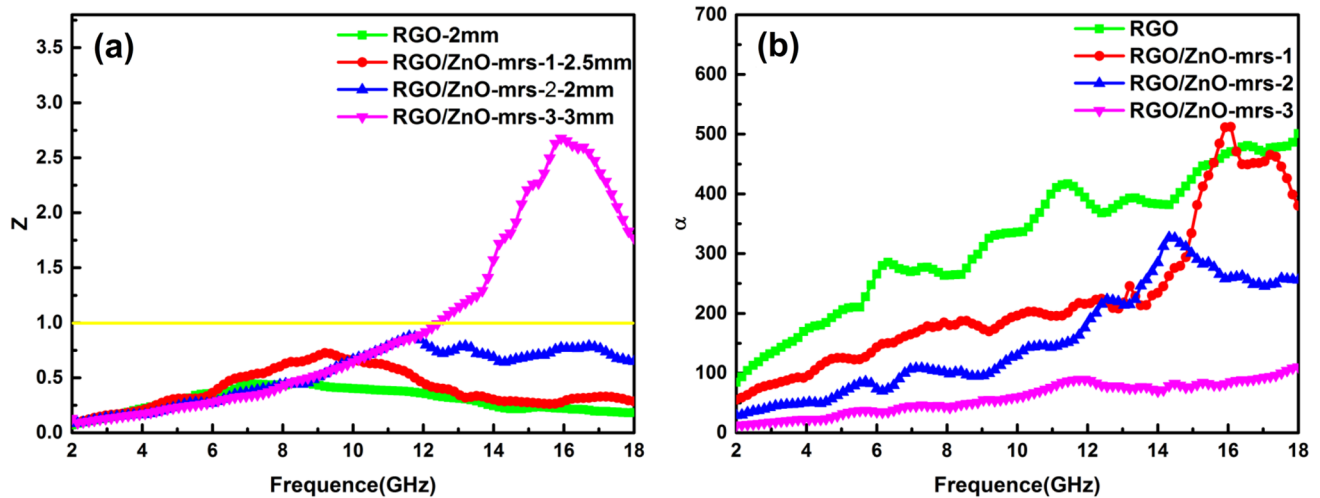 (a)
RGO-2mm
RGO/ZnO-mrs-1-2.5mm
RGO/ZnO-mrs-2-2mm
RGO/ZnO-mrs-3-3mm
3.5
3.0
2.5
2.0
1.5
1.0
0.5
0.0
Z
2 4 6 8 10 12 14 16 18
Frequence(GHz)
(b)
RGO
RGO/ZnO-mrs-1
RGO/ZnO-mrs-2
RGO/ZnO-mrs-3
700
600
500
400
300
200
100
0
α
2 4 6 8 10 12 14 16 18
Frequence(GHz)